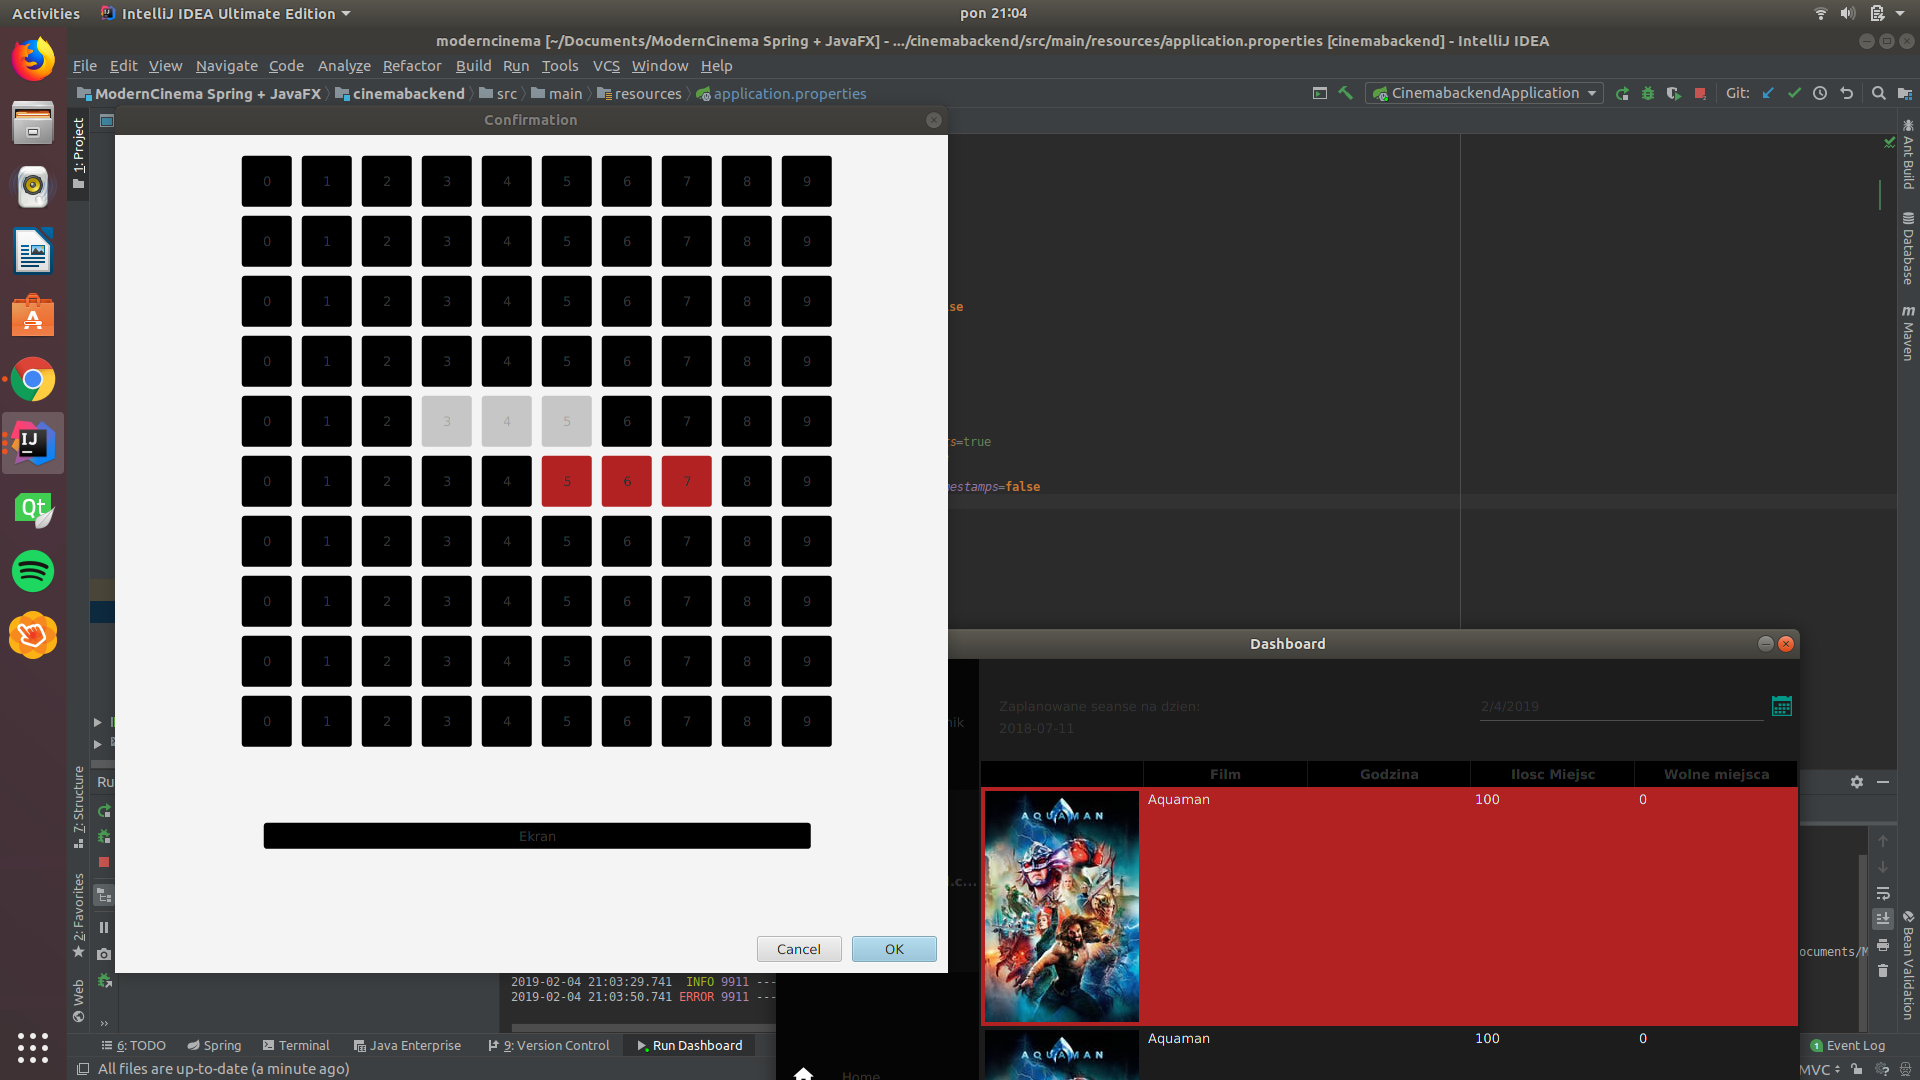 Activities
IntelliJ IDEA Ultimate Edition
pon 21:04
moderncinema [~/Documents/ModernCinema Spring + JavaFX] - .../cinemabackend/src/main/resources/application.properties [cinemabackend] - IntelliJ IDEA
File Edit View Navigate Code Analyze Refactor Build Run Tools VCS Window Help
ModernCinema Spring + JavaFX cinemabackend src main resources application.properties
CinemabackendApplication
Git:
1: Project
Confirmation
0 1 2 3 4 5 6 7 8 9
0 1 2 3 4 5 6 7 8 9
0 1 2 3 4 5 6 7 8 9
0 1 2 3 4 5 6 7 8 9
0 1 2 3 4 5 6 7 8 9
0 1 2 3 4 5 6 7 8 9
0 1 2 3 4 5 6 7 8 9
0 1 2 3 4 5 6 7 8 9
0 1 2 3 4 5 6 7 8 9
0 1 2 3 4 5 6 7 8 9
Ekran
Cancel
OK
se
s=true
estamps=false
Ant Build
Database
m Maven
Bean Validation
Dashboard
Zaplanowane seanse na dzien:
2018-07-11
2/4/2019
nik
Film Godzina Ilosc Miejsc Wolne miejsca
AQUAMAN
Aquaman 100 0
AQUAMAN
Aquaman 100 0
l.c...
Home
Ru
7: Structure
2: Favorites
Web
ocuments/M
2019-02-04 21:03:29.741 INFO 9911 ---
2019-02-04 21:03:50.741 ERROR 9911 ---
6: TODO Spring Terminal Java Enterprise 9: Version Control Run Dashboard
1 Event Log
All files are up-to-date (a minute ago)
MVC
IJ
Qt